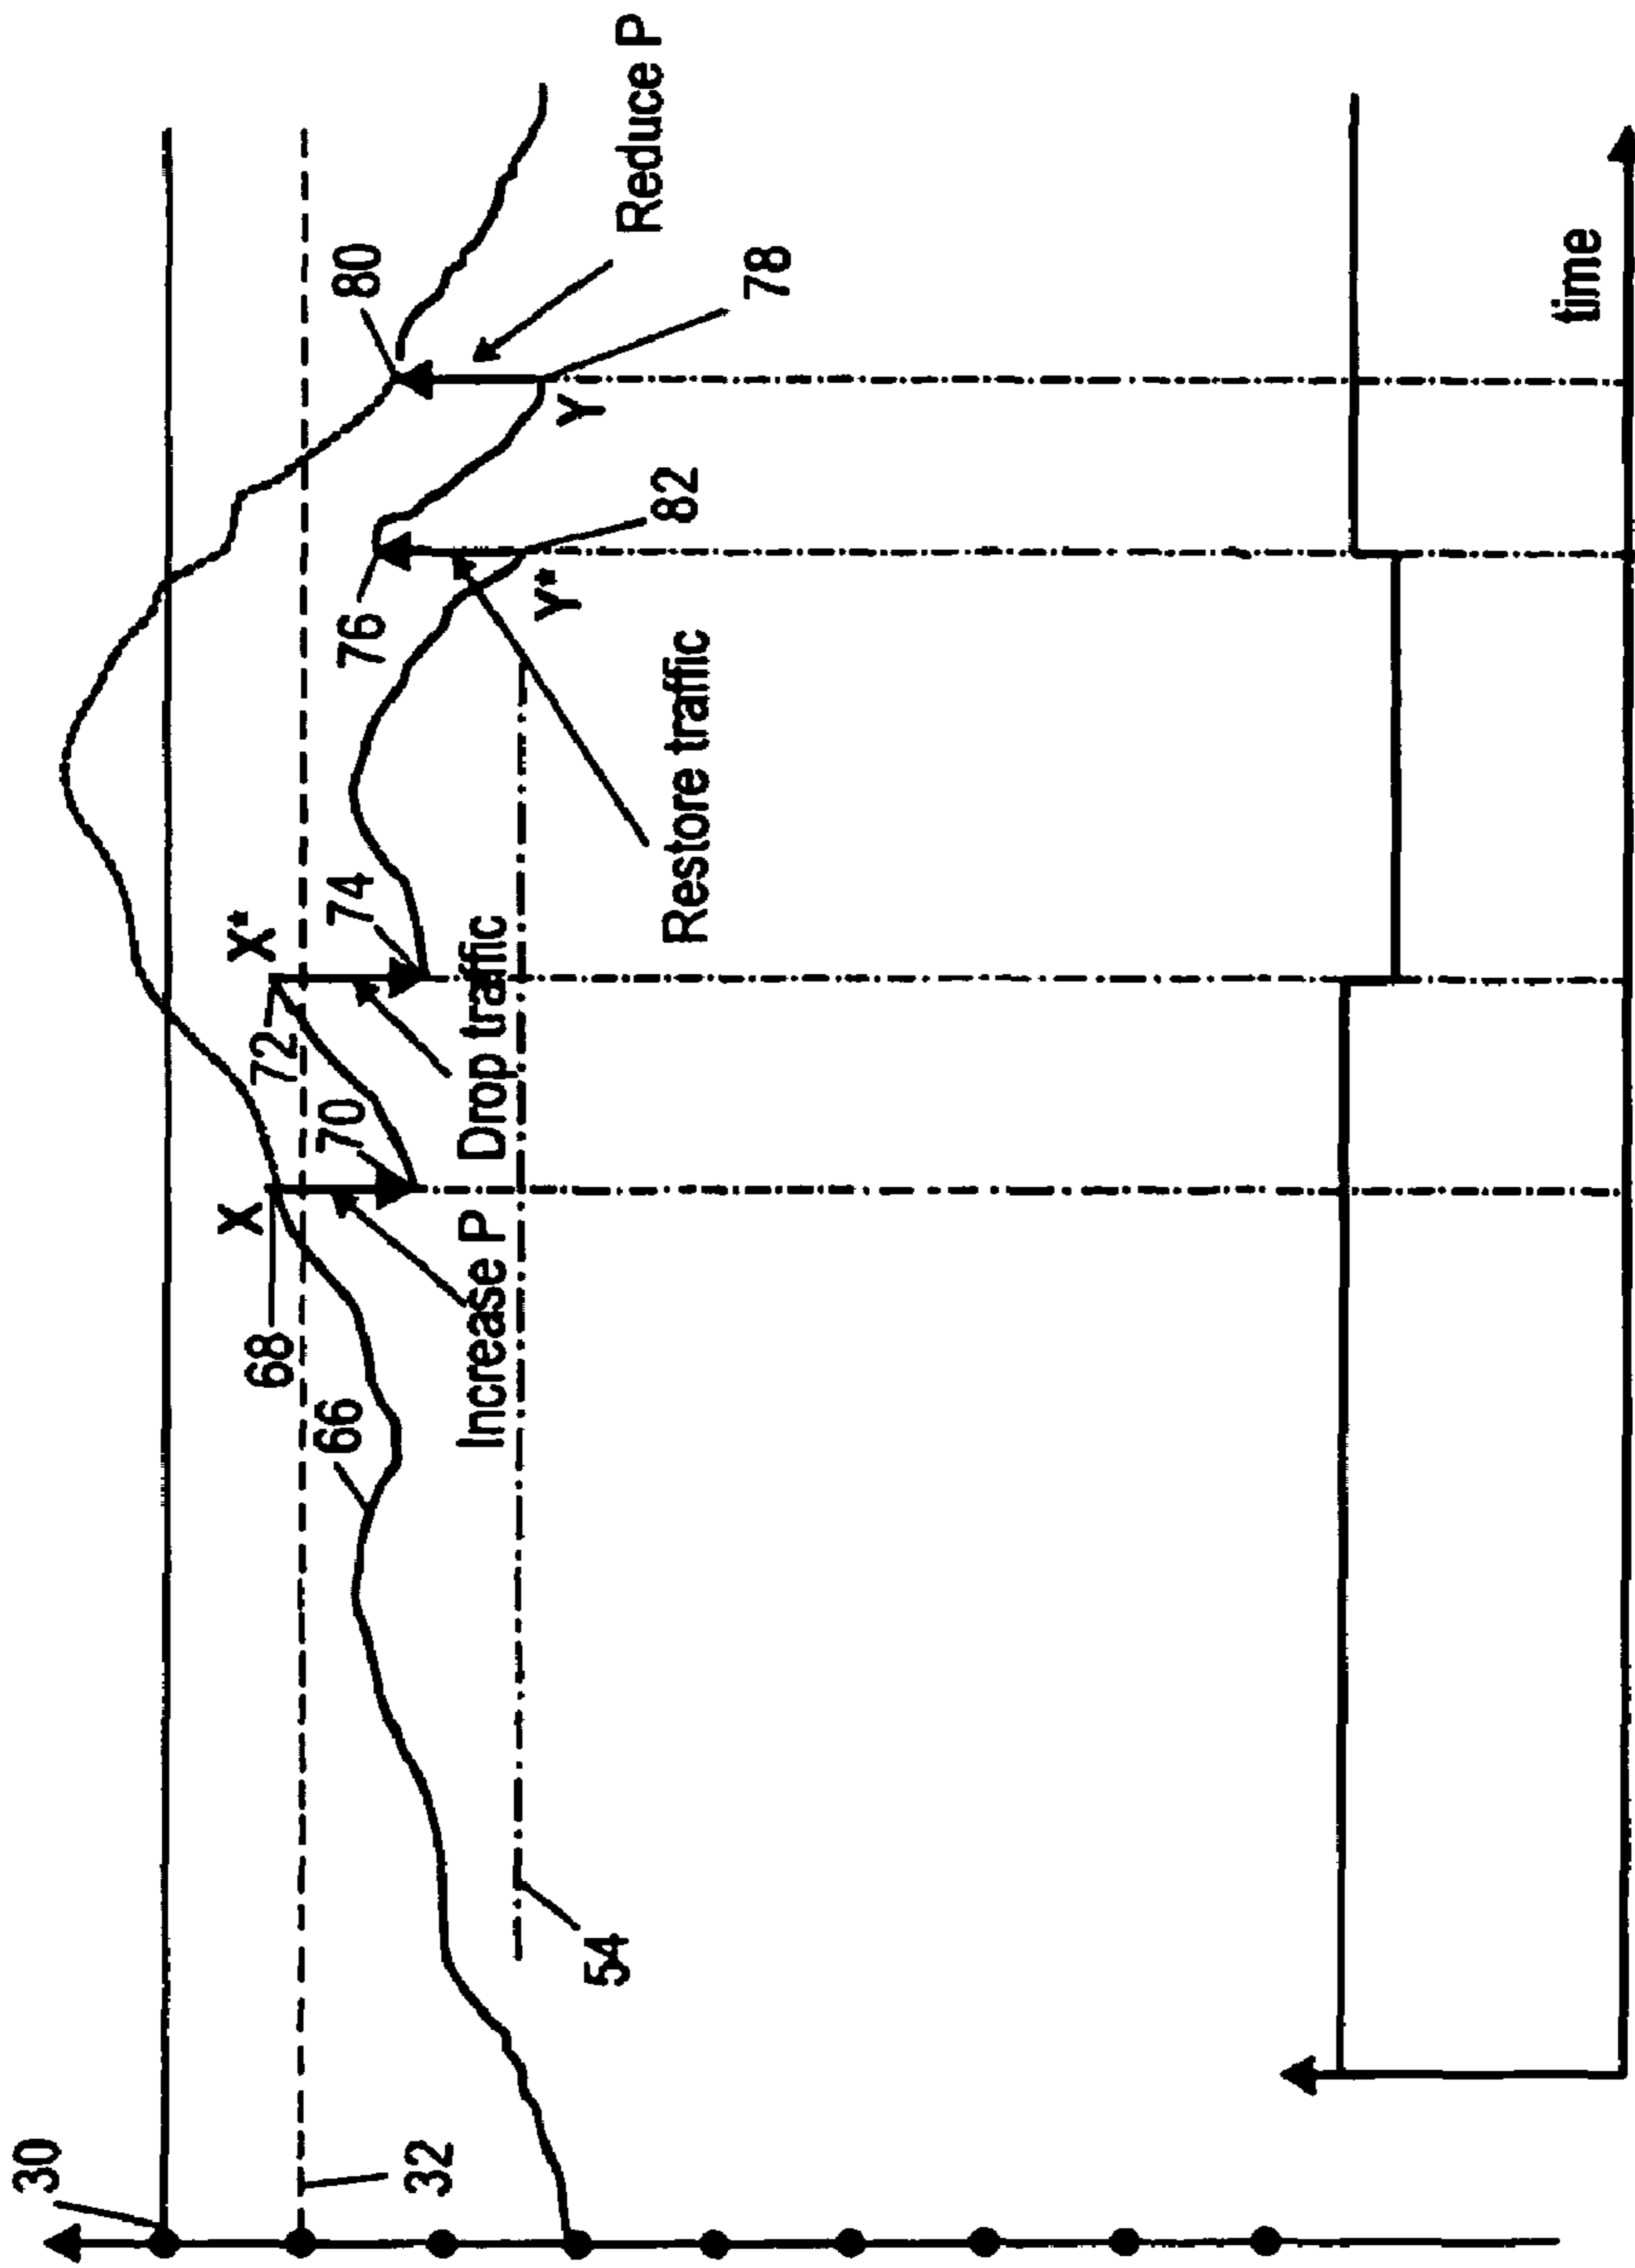 30
32
54
66
68
X
70
Increase P
72
X*
74
Drop traffic
76
Y*
82
Restore traffic
80
Y
78
Reduce P
time